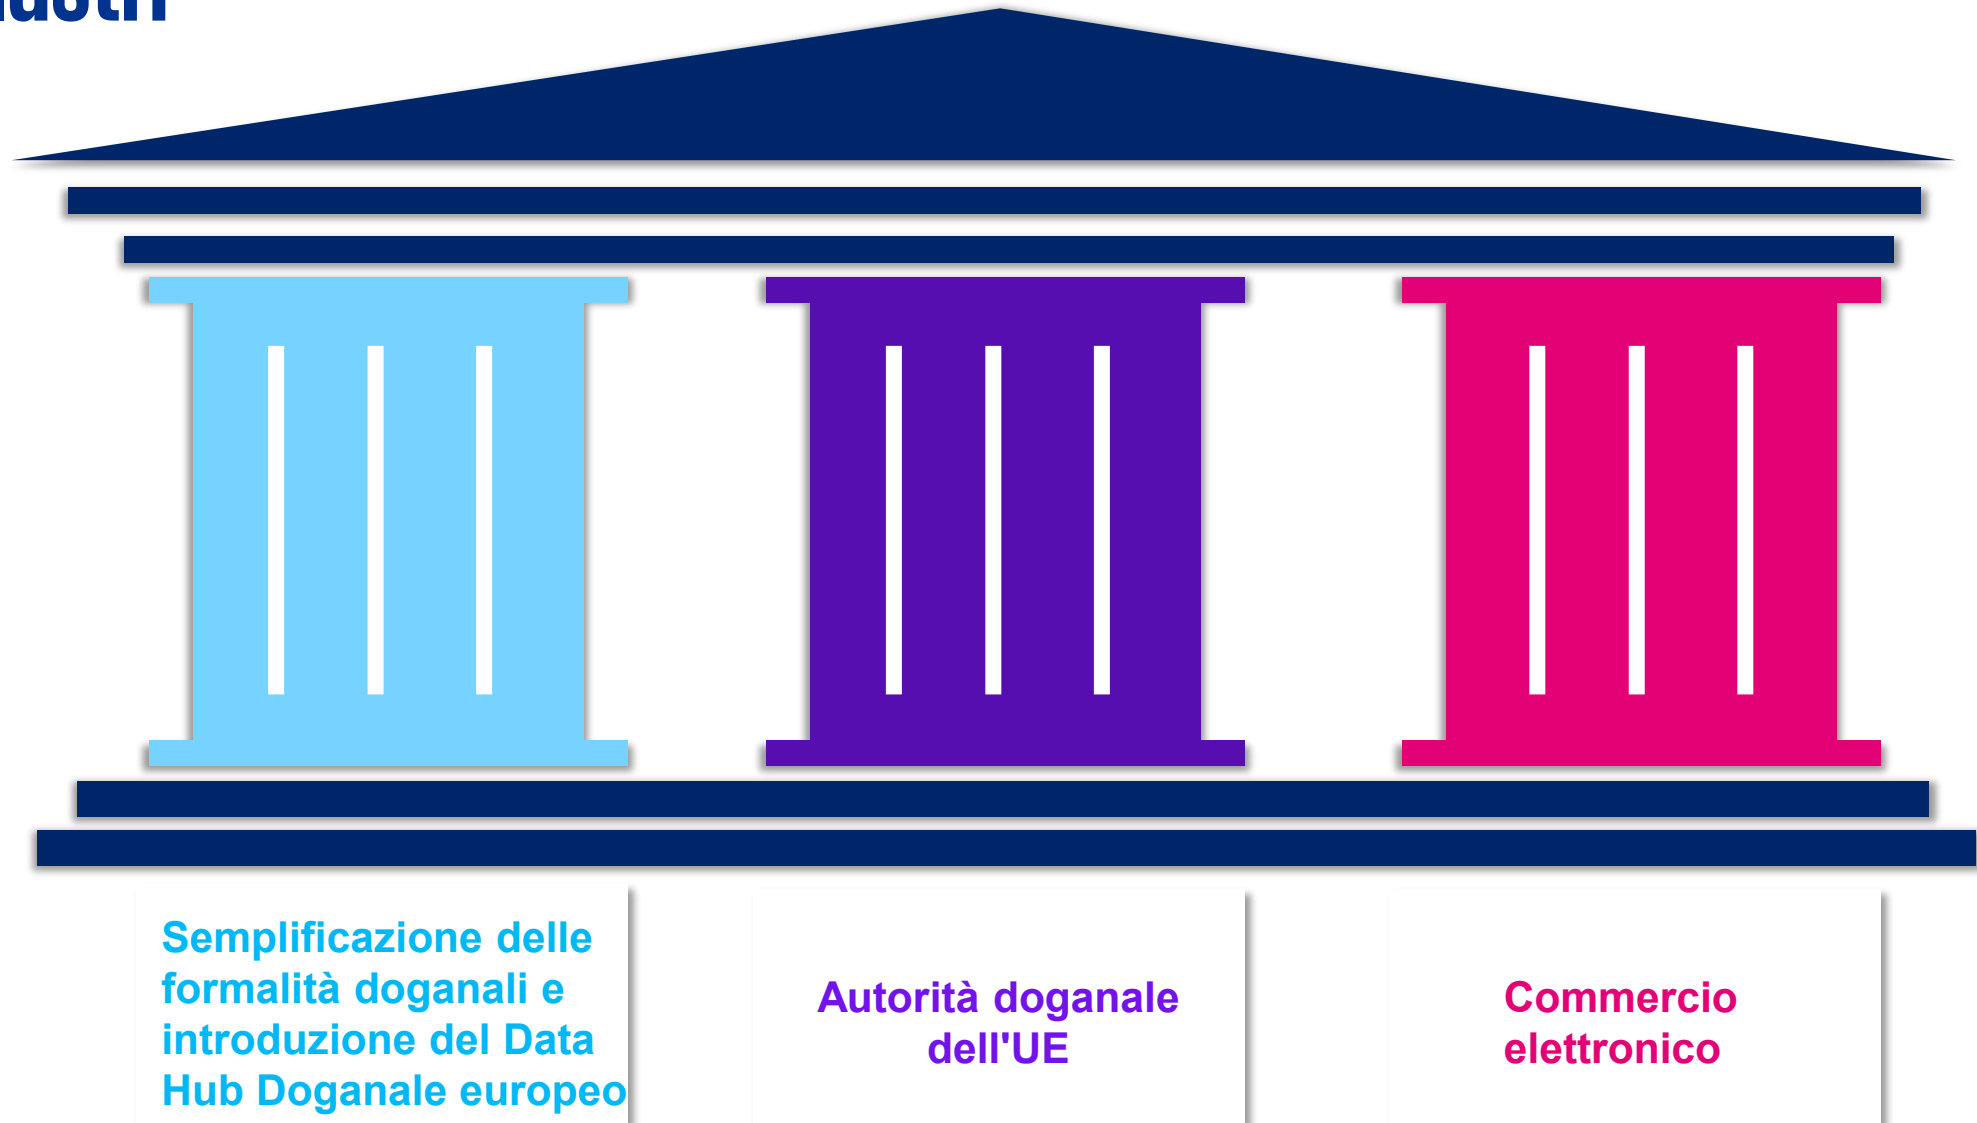 Semplificazione delle
formalità doganali e
introduzione del Data
Hub Doganale europeo
Autorità doganale
dell'UE
Commercio
elettronico